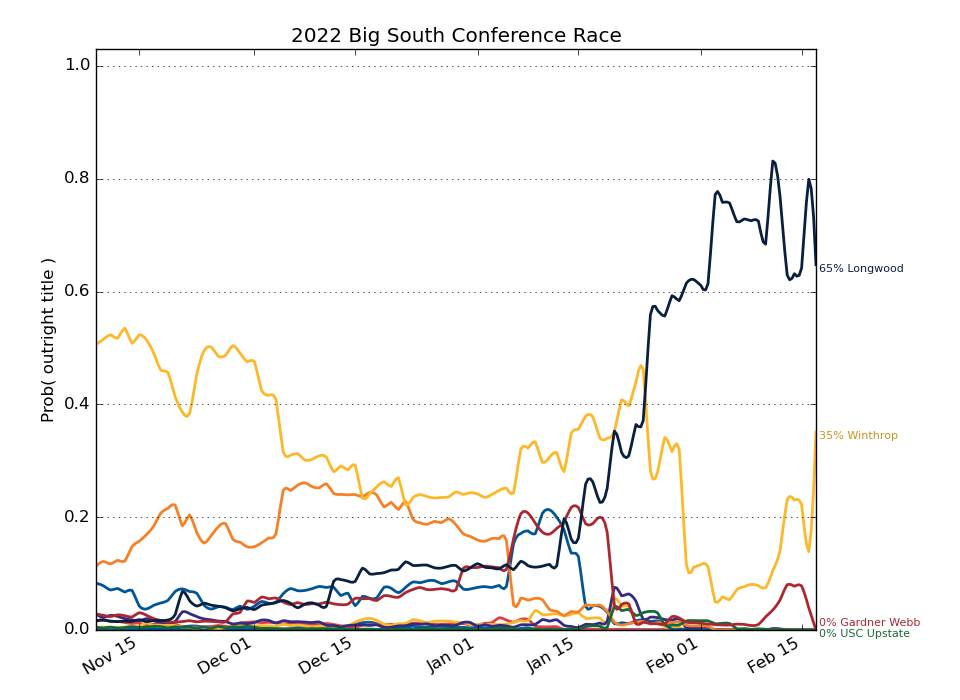 2022 Big South Conference Race
Prob( outright title )
1.0
0.8
0.6
0.4
0.2
0.0
65% Longwood
35% Winthrop
0% Gardner Webb
0% USC Upstate
Nov 15
Dec 01
Dec 15
Jan 01
Jan 15
Feb 01
Feb 15